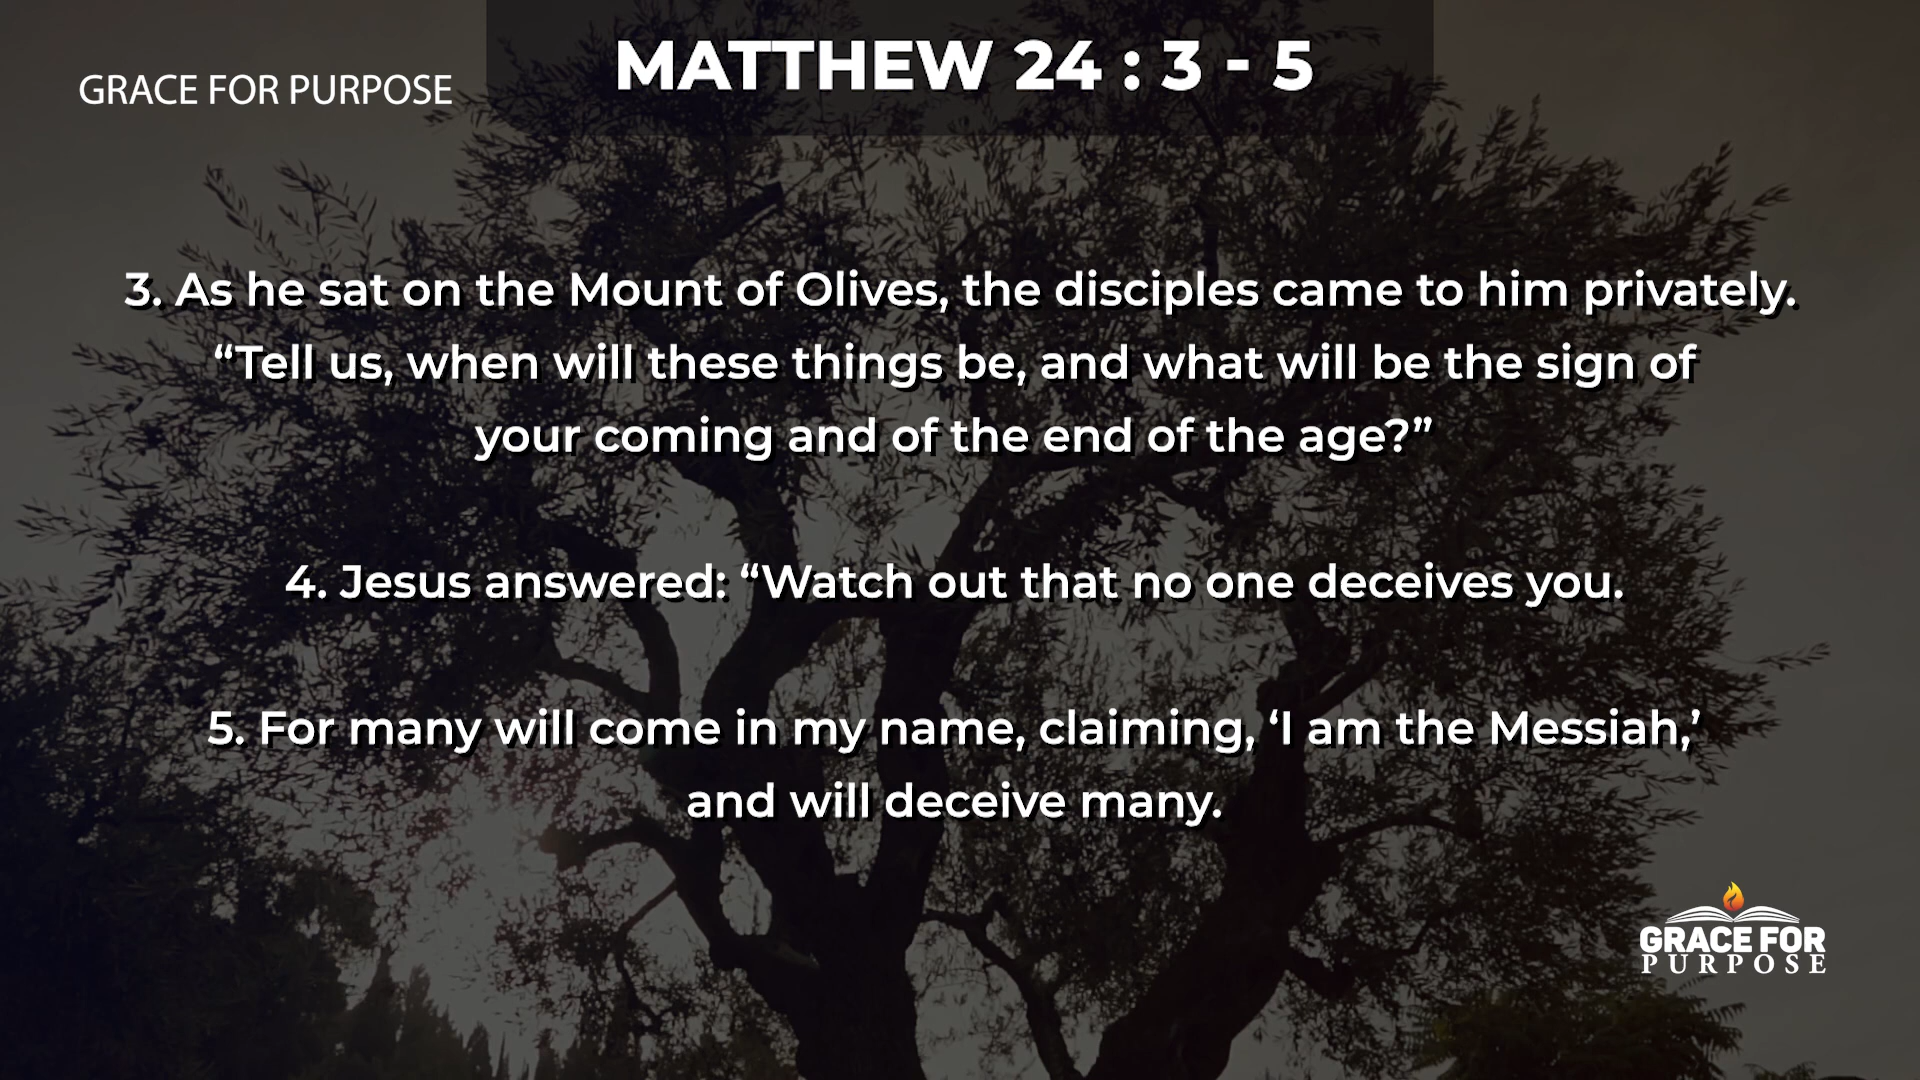 GRACE FOR PURPOSE
MATTHEW 24 : 3 - 5
3. As he sat on the Mount of Olives, the disciples came to him privately.
“Tell us, when will these things be, and what will be the sign of
your coming and of the end of the age?”
4. Jesus answered: “Watch out that no one deceives you.
5. For many will come in my name, claiming, ‘I am the Messiah,’
and will deceive many.
GRACE FOR
PURPOSE